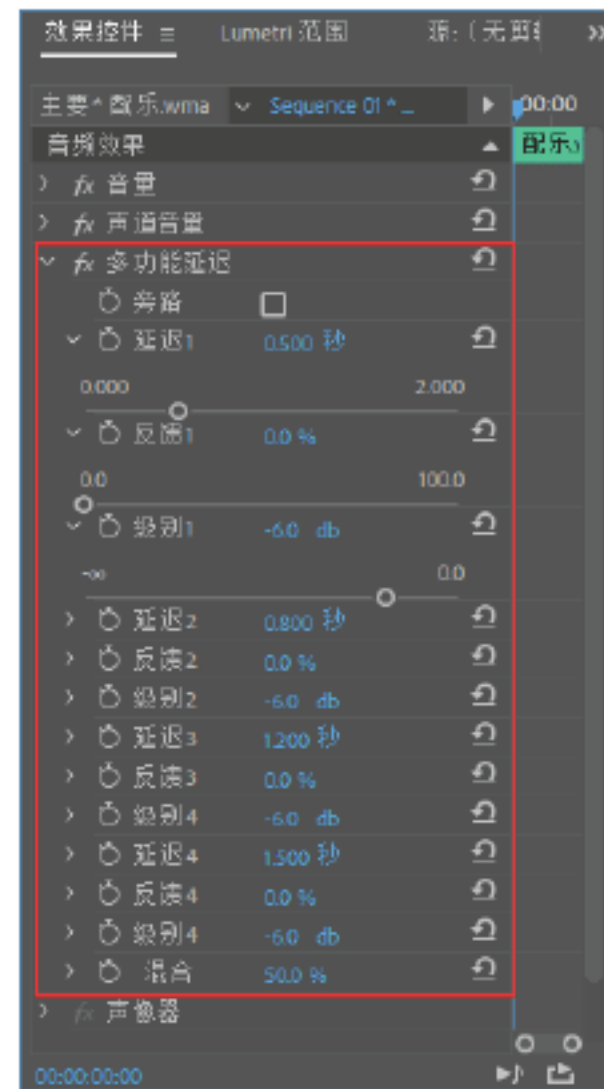 效果控件 ≡ Lumetri 范围 源:（无剪辑 »
主要*配乐.wma Sequence 01 *... 00:00
音频效果 配乐.
fx 音量
fx 声道音量
fx 多功能延迟
旁路
延迟1 0.500 秒
0.000 2.000
反馈1 0.0 %
0.0 100.0
级别1 -6.0 db
-∞ 0.0
延迟2 0.800 秒
反馈2 0.0 %
级别2 -6.0 db
延迟3 1.200 秒
反馈3 0.0 %
级别4 -6.0 db
延迟4 1.500 秒
反馈4 0.0 %
级别4 -6.0 db
混合 50.0 %
fx 声像器
00:00:00:00